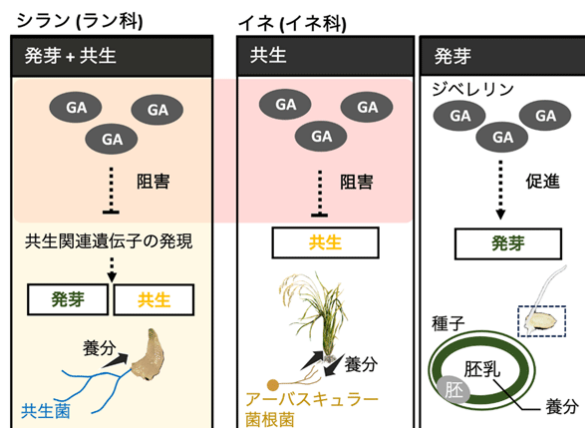 シラン (ラン科)
発芽 + 共生
GA
GA
GA
阻害
共生関連遺伝子の発現
発芽
共生
養分
共生菌
イネ (イネ科)
共生
GA
GA
GA
阻害
共生
養分
アーバスキュラー
菌根菌
発芽
ジベレリン
GA
GA
GA
促進
発芽
種子
胚乳
胚
養分